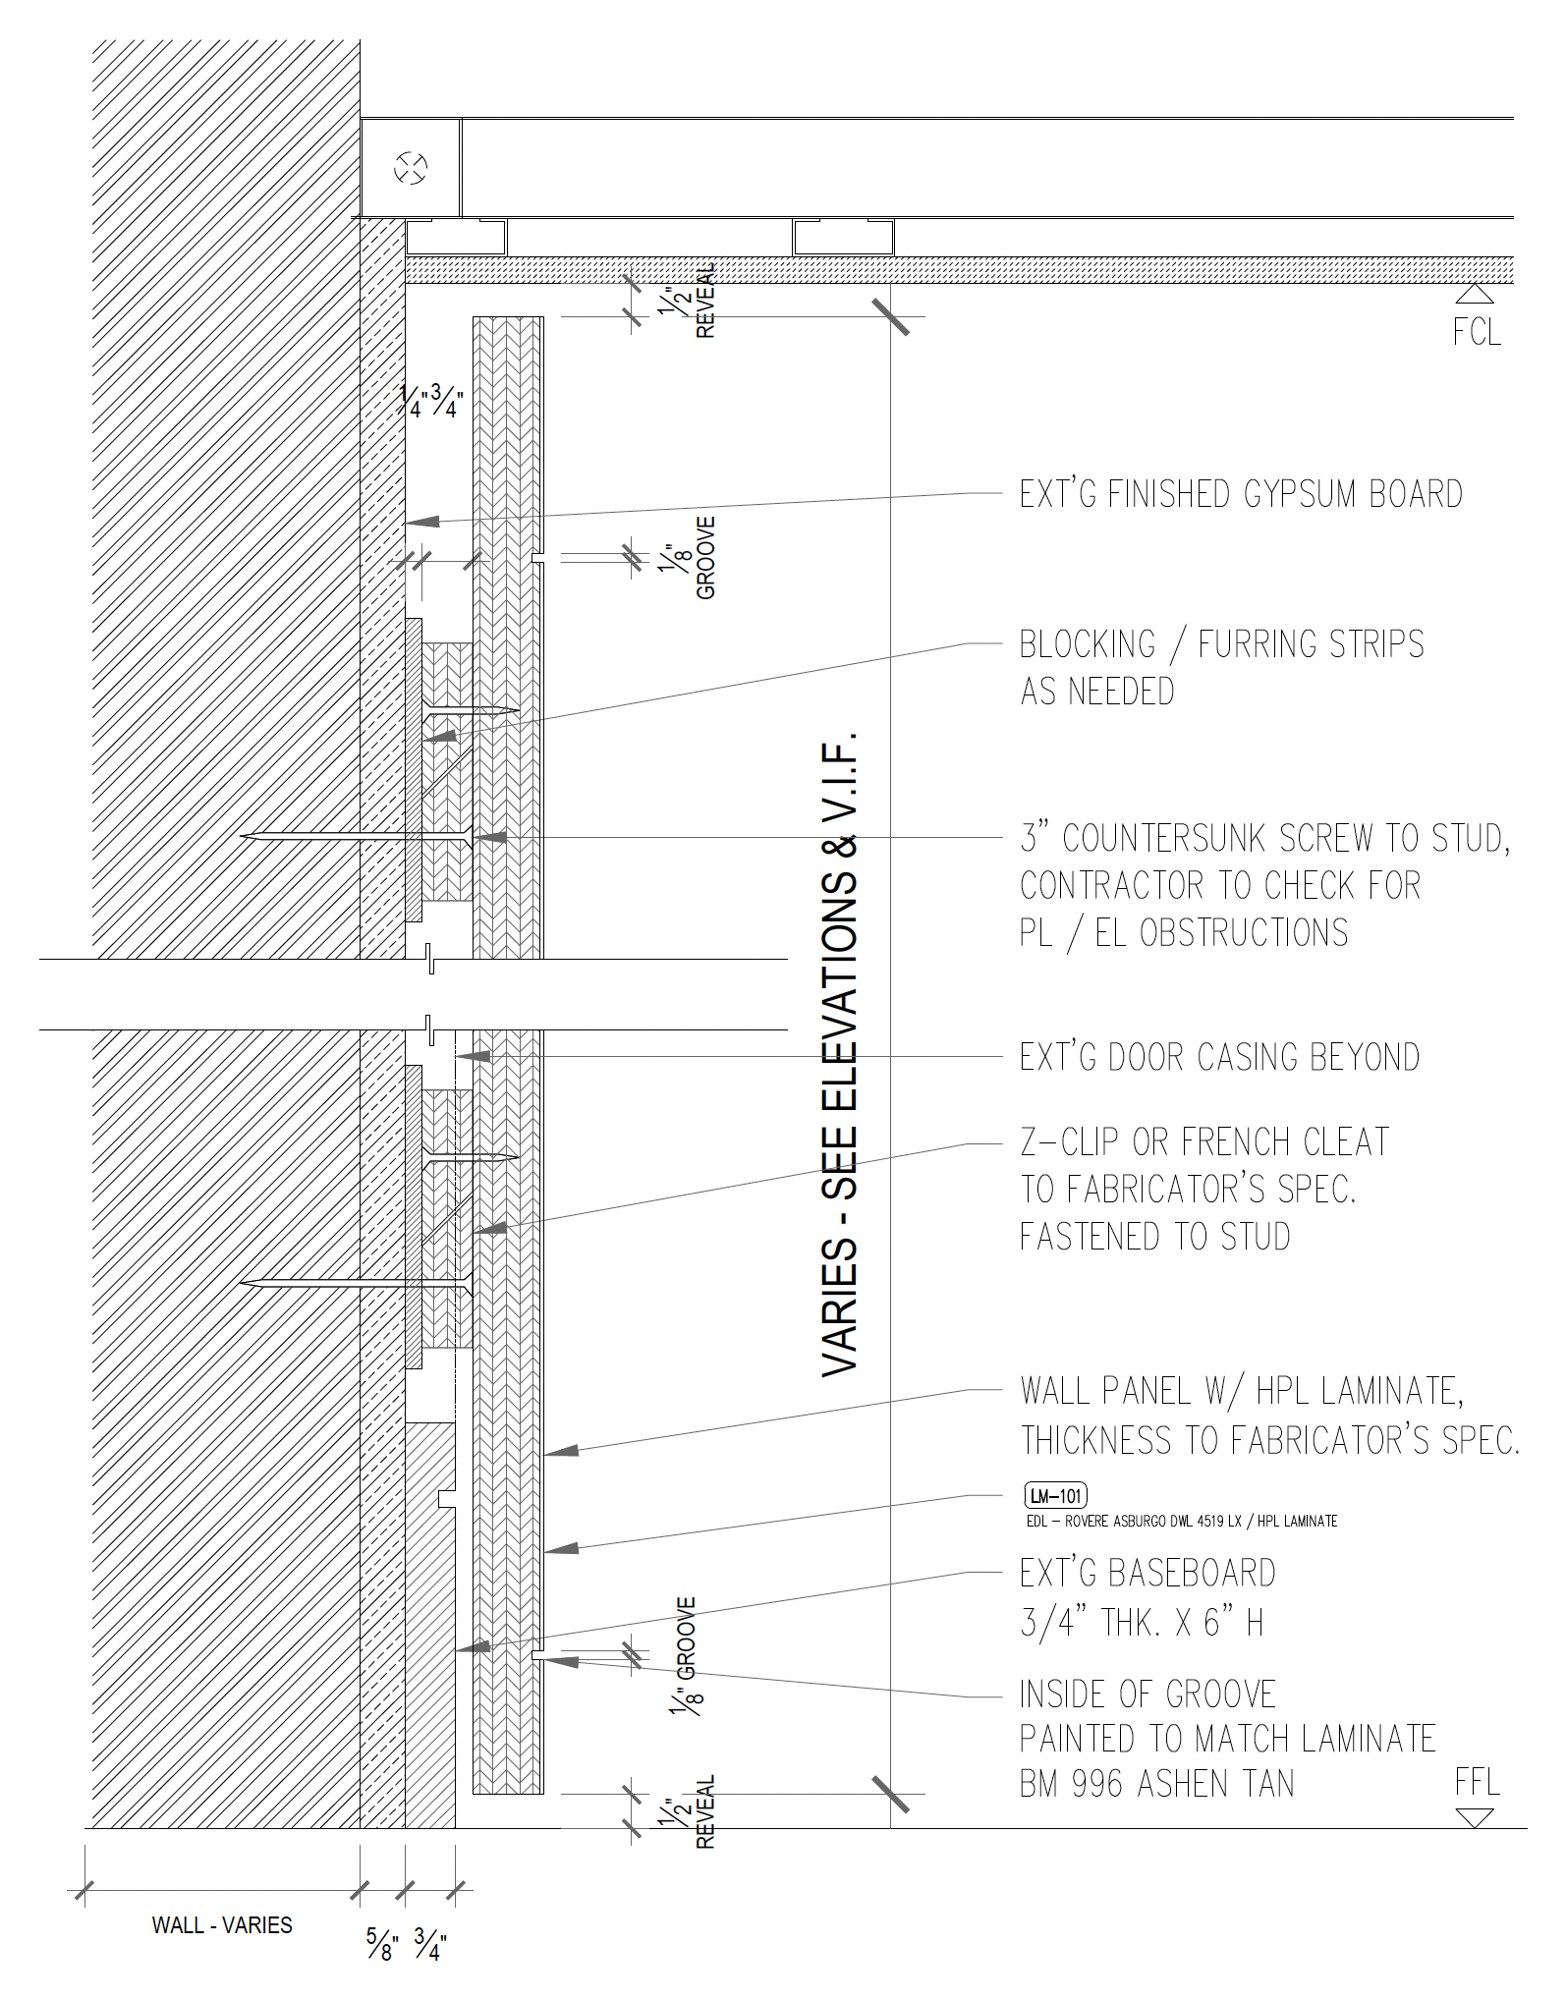 1/2"
REVEAL
FCL
1/4" 3/4"
EXT'G FINISHED GYPSUM BOARD
1/8"
GROOVE
BLOCKING / FURRING STRIPS
AS NEEDED
VARIES - SEE ELEVATIONS & V.I.F.
3" COUNTERSUNK SCREW TO STUD,
CONTRACTOR TO CHECK FOR
PL / EL OBSTRUCTIONS
EXT'G DOOR CASING BEYOND
Z-CLIP OR FRENCH CLEAT
TO FABRICATOR'S SPEC.
FASTENED TO STUD
WALL PANEL W/ HPL LAMINATE,
THICKNESS TO FABRICATOR'S SPEC.
LM-101
EDL - ROVERE ASBURGO DWL 4519 LX / HPL LAMINATE
EXT'G BASEBOARD
3/4" THK. X 6" H
1/8" GROOVE
INSIDE OF GROOVE
PAINTED TO MATCH LAMINATE
BM 996 ASHEN TAN
FFL
1/2"
REVEAL
WALL - VARIES
5/8" 3/4"